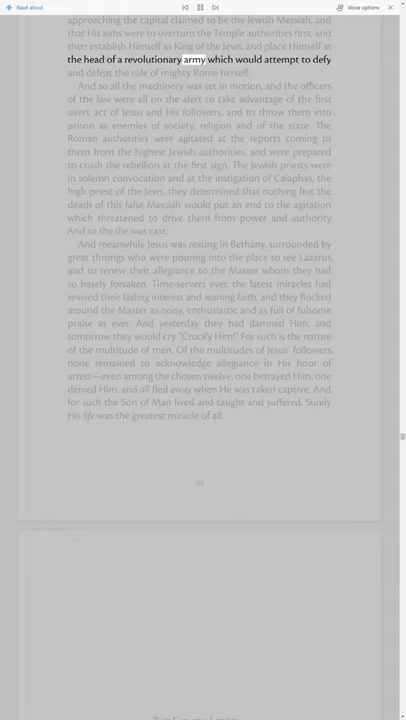 Read aloud
Voice options
approaching the capital claimed to be the Jewish Messiah, and
that His aims were to overturn the Temple authorities first, and
then establish Himself as King of the Jews, and place Himself at
the head of a revolutionary army which would attempt to defy
and defeat the rule of mighty Rome herself.
And so all the machinery was set in motion, and the officers
of the law were all on the alert to take advantage of the first
overt act of Jesus and His followers, and to throw them into
prison as enemies of society, religion and of the state. The
Roman authorities were agitated at the reports coming to
them from the highest Jewish authorities, and were prepared
to crush the rebellion at the first sign. The Jewish priests were
in solemn convocation and at the instigation of Caiaphas, the
high priest of the Jews, they determined that nothing but the
death of this false Messiah would put an end to the agitation
which threatened to drive them from power and authority.
And so the die was cast.
And meanwhile Jesus was resting in Bethany, surrounded by
great throngs who were pouring into the place to see Lazarus,
and to renew their allegiance to the Master whom they had
so basely forsaken. Time-servers ever, the latest miracles had
revived their fading interest and waning faith, and they flocked
around the Master as noisy, enthusiastic and as full of fulsome
praise as ever. And yesterday they had damned Him, and
tomorrow they would cry "Crucify Him!" For such is the nature
of the multitude of men. Of the multitudes of Jesus' followers,
none remained to acknowledge allegiance in His hour of
arrest—even among the chosen twelve, one betrayed Him, one
denied Him, and all fled away when He was taken captive. And
for such the Son of Man lived and taught and suffered. Surely
His life was the greatest miracle of all.